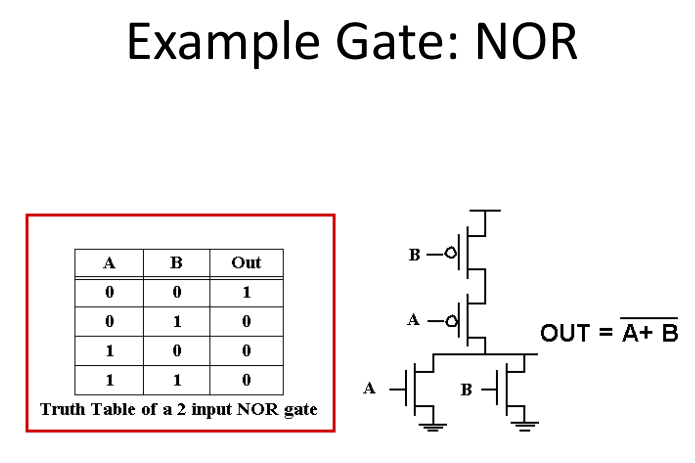 Example Gate: NOR
A B Out
0 0 1
0 1 0
1 0 0
1 1 0
Truth Table of a 2 input NOR gate
B
A
A
B
OUT = A+ B